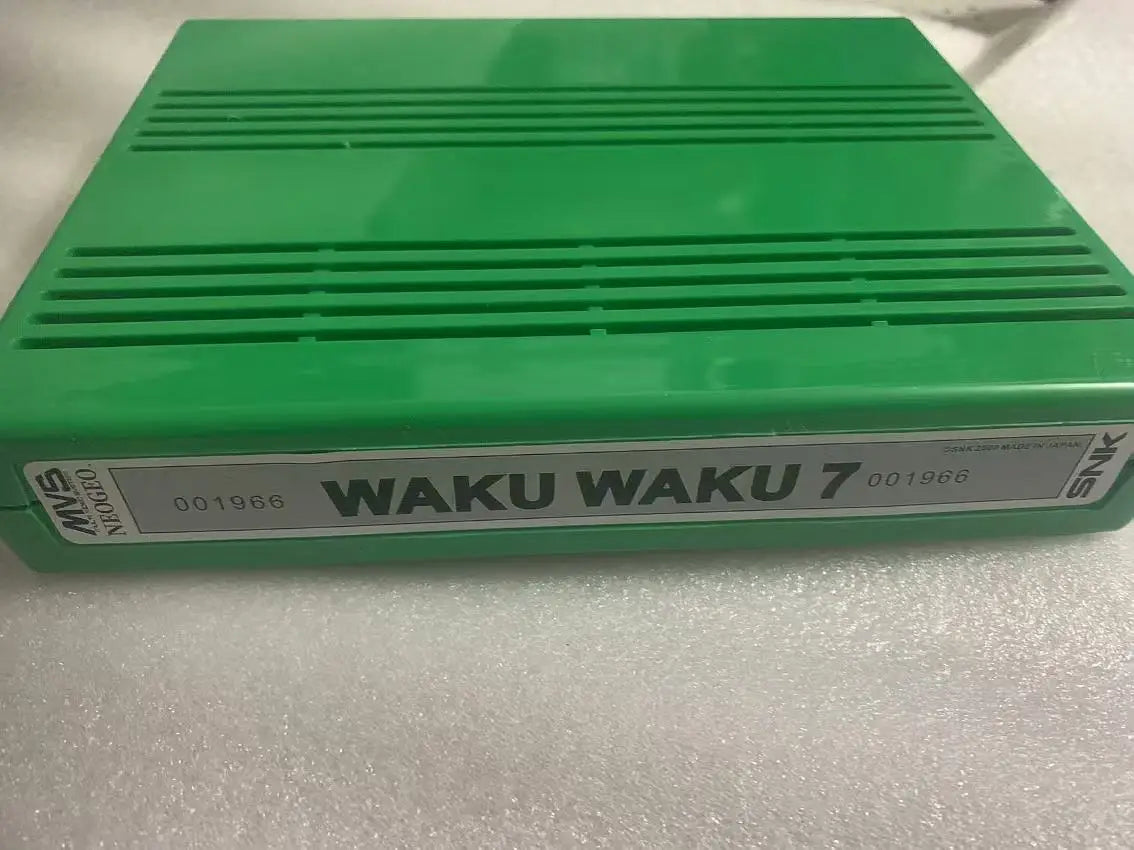 MVS
NEOGEO.
001966
WAKU WAKU 7
001966
MADE IN JAPAN
SNK